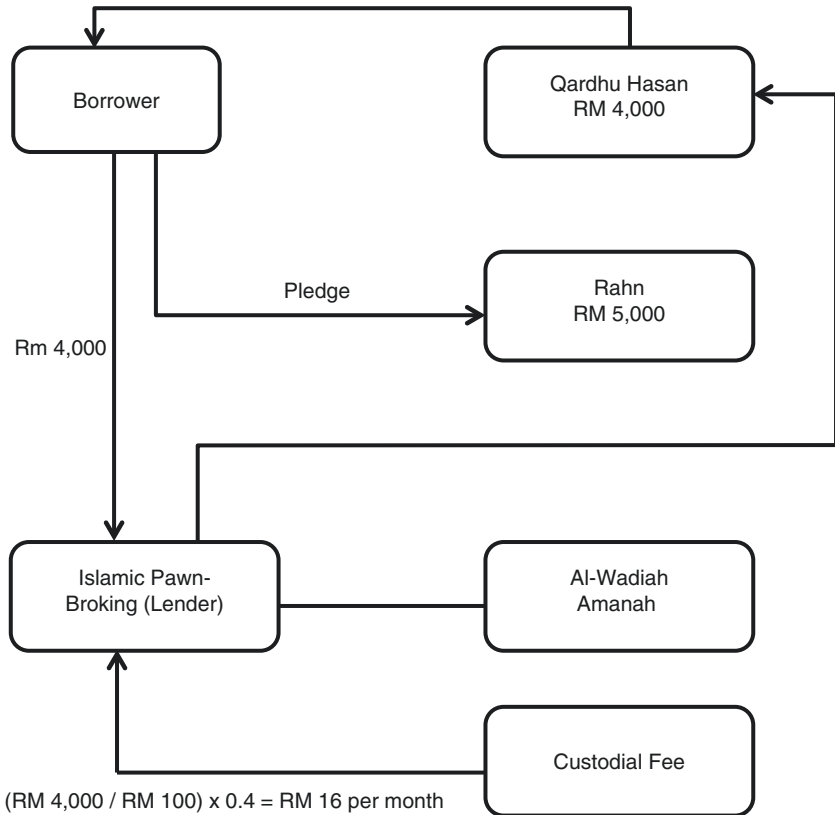 Borrower
Qardhu Hasan
RM 4,000
Pledge
Rahn
RM 5,000
Rm 4,000
Islamic Pawn-
Broking (Lender)
Al-Wadiah
Amanah
Custodial Fee
(RM 4,000 / RM 100) x 0.4 = RM 16 per month